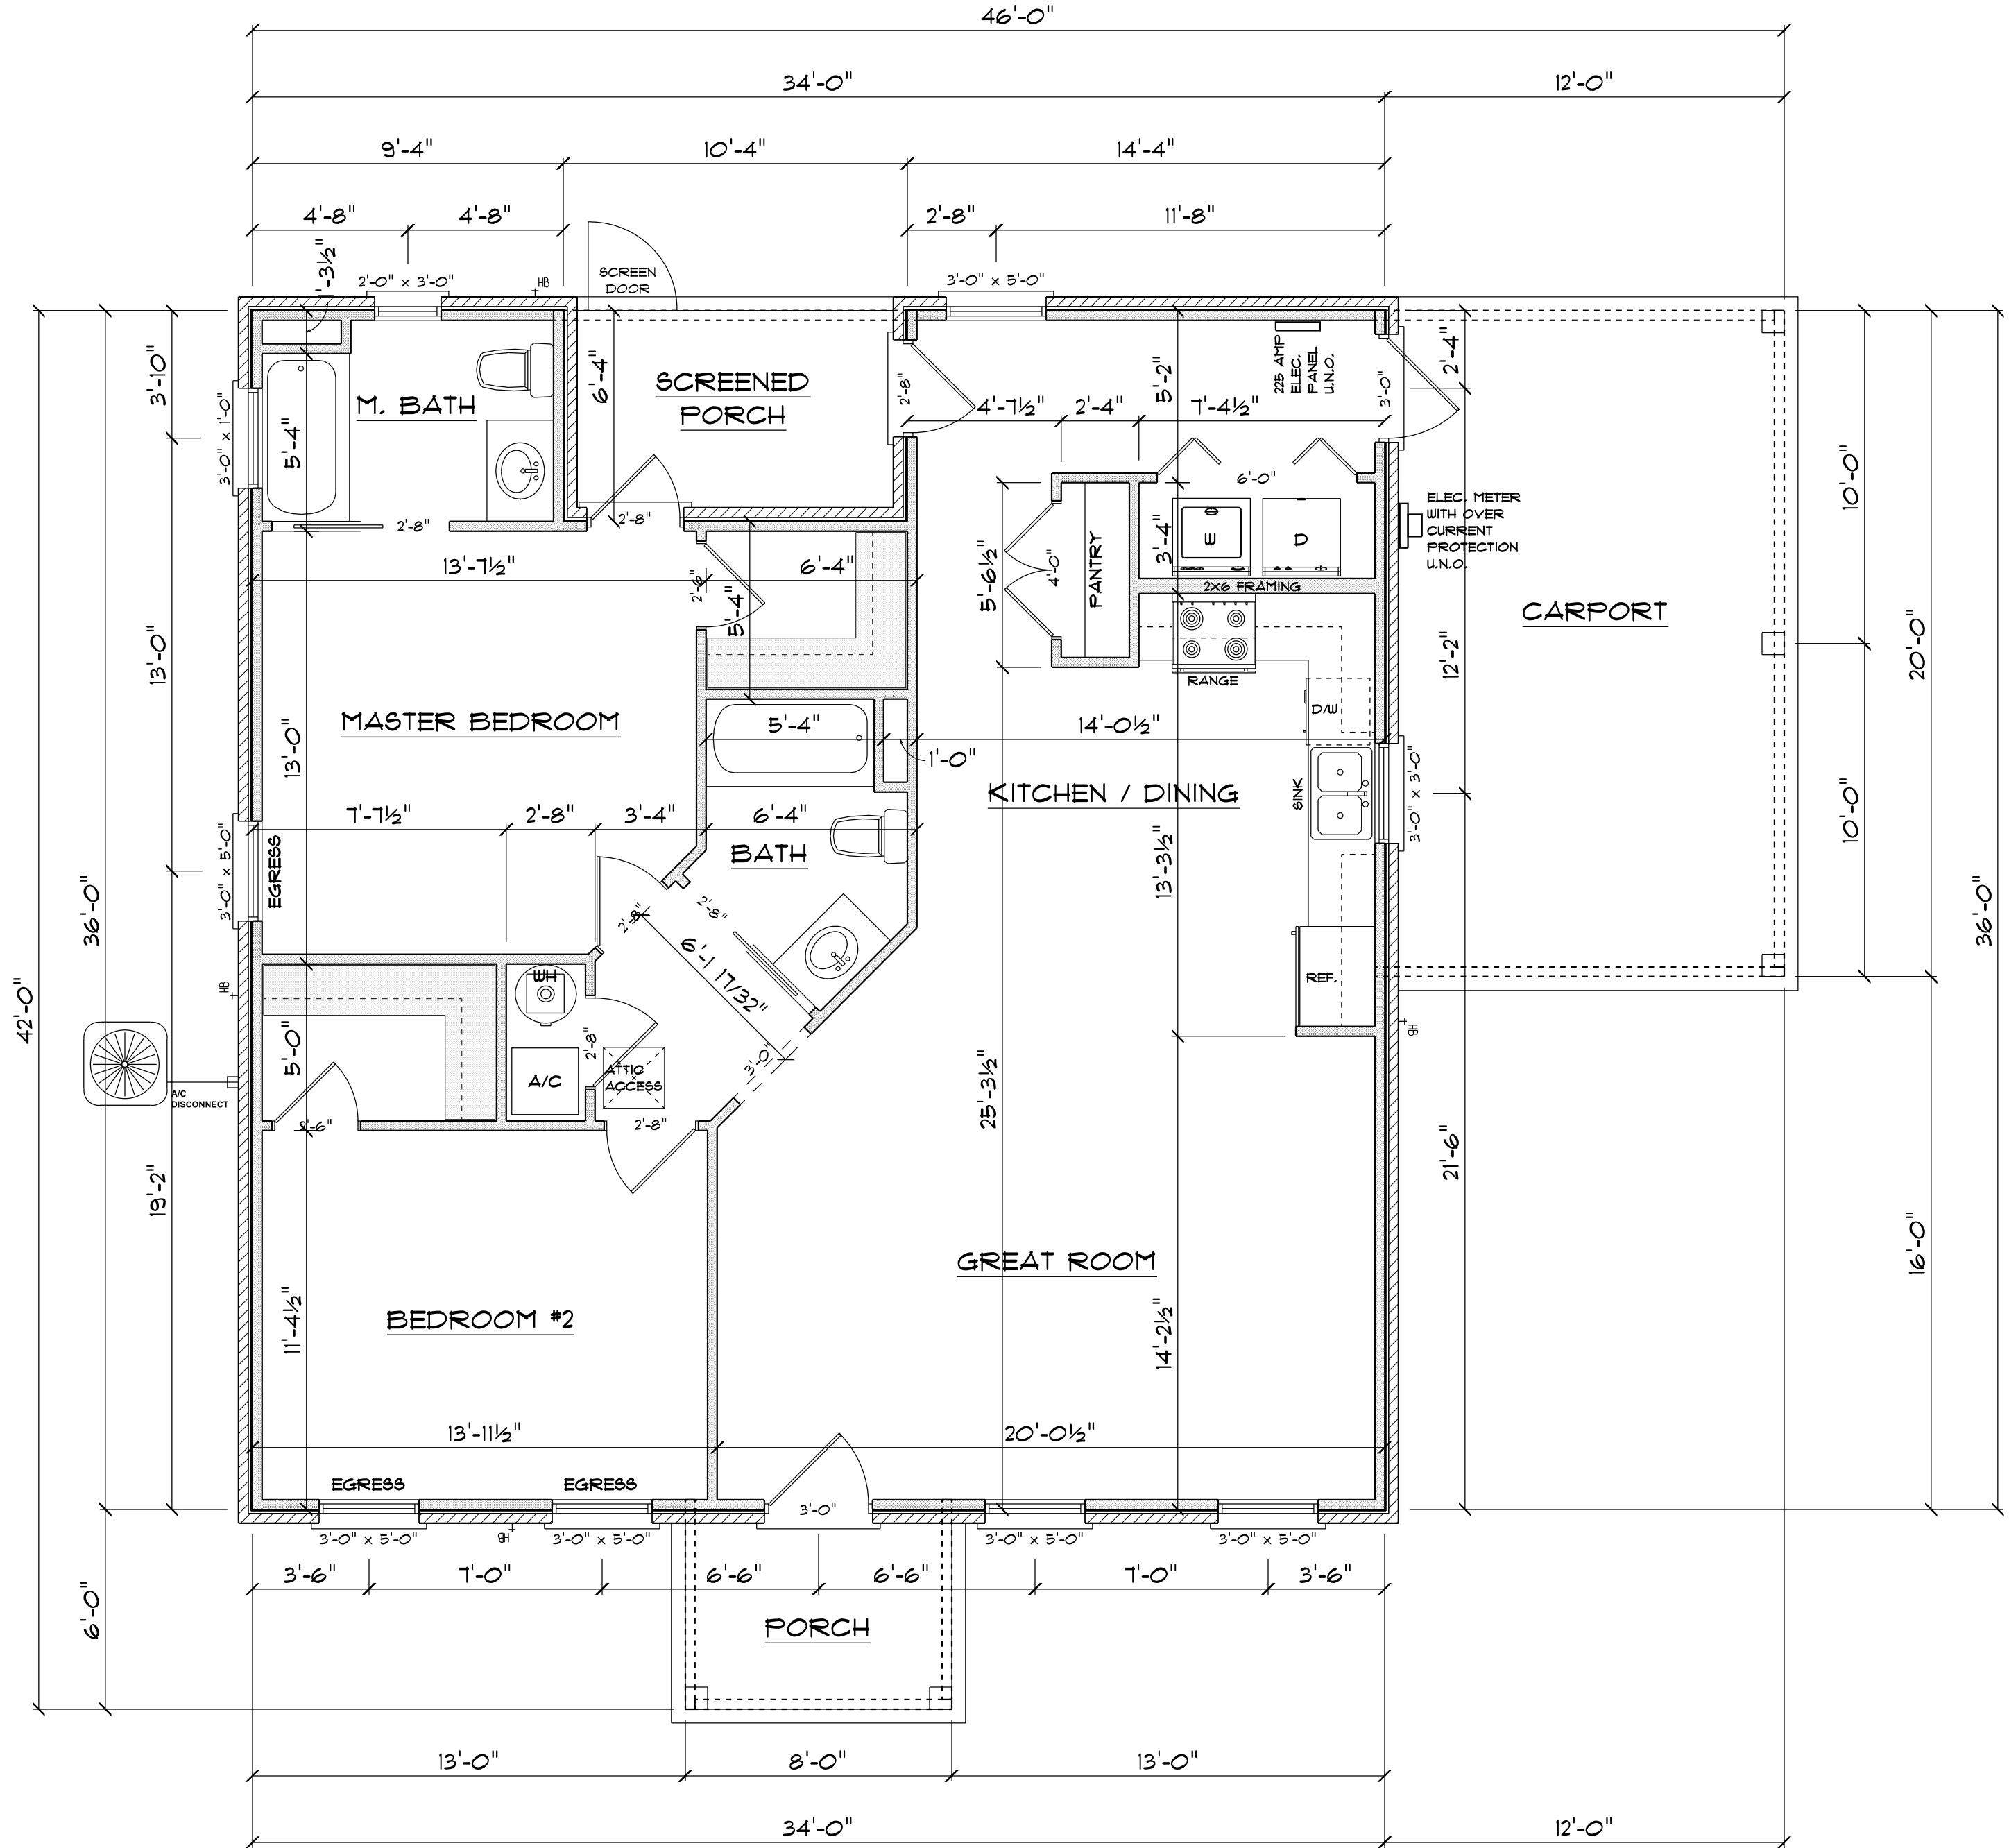 46'-0"
34'-0"
12'-0"
9'-4"
10'-4"
14'-4"
4'-8"
4'-8"
2'-8"
11'-8"
SCREEN
DOOR
2'-0" x 3'-0"
HB
3'-0" x 5'-0"
1'-3½"
3'-10"
3'-0" x 1'-0"
5'-4"
M. BATH
6'-4"
SCREENED
PORCH
2'-8"
4'-7½"
2'-4"
5'-2"
7'-4½"
225 AMP
ELEC.
PANEL
U.N.O.
3'-0"
2'-4"
10'-0"
6'-0"
ELEC. METER
WITH OVER
CURRENT
PROTECTION
U.N.O.
2'-8"
2'-8"
13'-7½"
2'-6"
6'-4"
5'-4"
5'-6½"
4'-0"
PANTRY
3'-4"
W
D
2X6 FRAMING
RANGE
CARPORT
13'-0"
12'-2"
20'-0"
MASTER BEDROOM
13'-0"
5'-4"
1'-0"
14'-0½"
D/W
SINK
3'-0" x 3'-0"
KITCHEN / DINING
7'-7½"
2'-8"
3'-4"
6'-4"
BATH
13'-3½"
10'-0"
3'-0" x 5'-0"
EGRESS
36'-0"
36'-0"
2'-8"
2'-8"
6'-1 17/32"
3'-0"
REF.
HB
HB
WH
A/C
2'-8"
ATTIC
ACCESS
2'-8"
5'-0"
2'-6"
42'-0"
A/C
DISCONNECT
25'-3½"
21'-6"
19'-2"
16'-0"
GREAT ROOM
BEDROOM #2
11'-4½"
14'-2½"
13'-11½"
20'-0½"
EGRESS
EGRESS
3'-0"
3'-0" x 5'-0"
HB
3'-0" x 5'-0"
3'-0" x 5'-0"
3'-0" x 5'-0"
3'-6"
7'-0"
6'-6"
6'-6"
7'-0"
3'-6"
6'-0"
PORCH
13'-0"
8'-0"
13'-0"
34'-0"
12'-0"